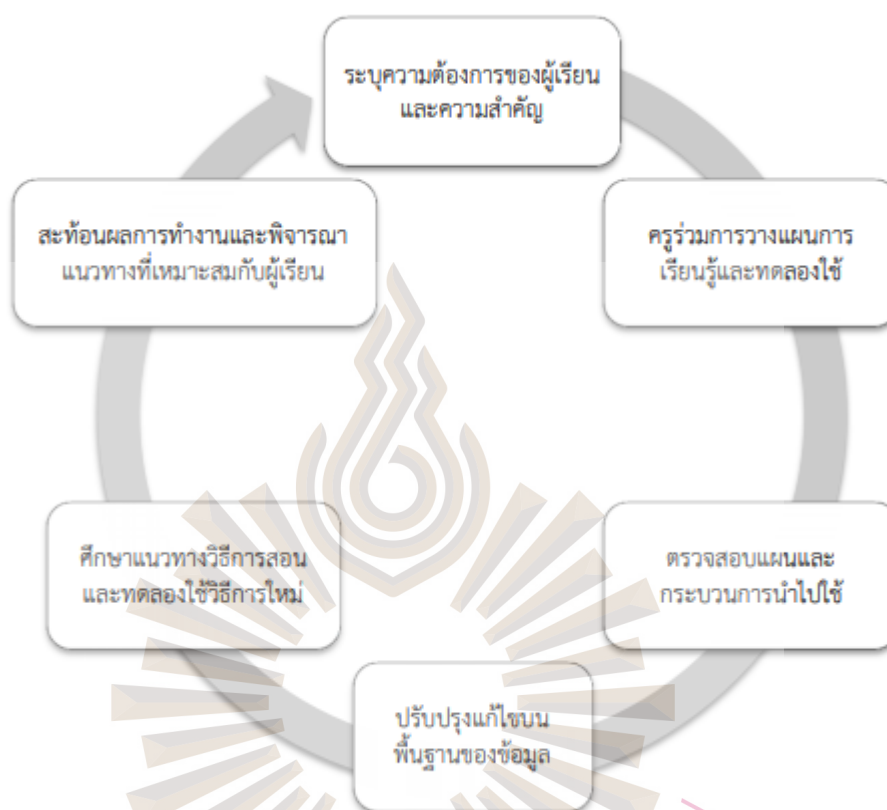 ระบุความต้องการของผู้เรียน
และความสำคัญ
ครูร่วมการวางแผนการ
เรียนรู้และทดลองใช้
ตรวจสอบแผนและ
กระบวนการนำไปใช้
ปรับปรุงแก้ไขบน
พื้นฐานของข้อมูล
ศึกษาแนวทางวิธีการสอน
และทดลองใช้วิธีการใหม่
สะท้อนผลการทำงานและพิจารณา
แนวทางที่เหมาะสมกับผู้เรียน